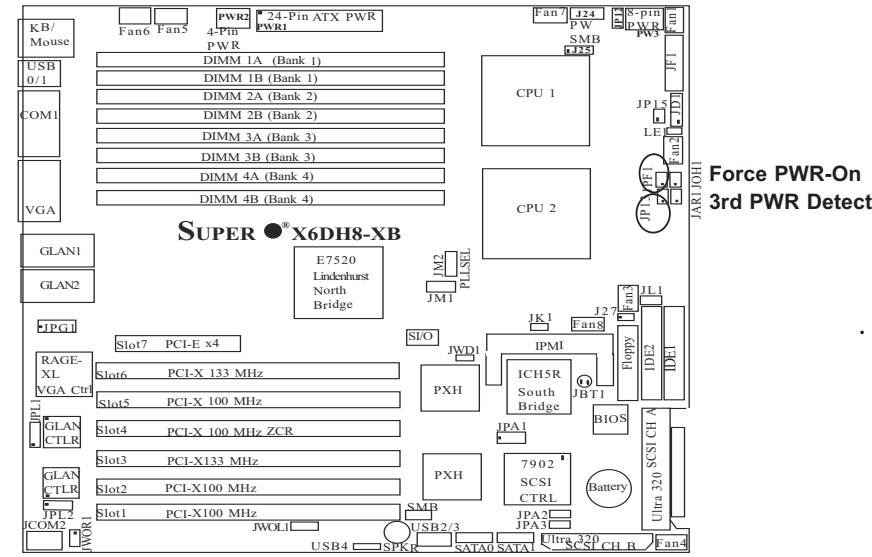 KB/
Mouse
Fan6
Fan5
PWR2
4-Pin
PWR
24-Pin ATX PWR
PWR1
Fan7
J24
PW
SMB
J25
JP12
8-pin
PWR
PW3
Fan1
USB
0/1
DIMM 1A (Bank 1)
DIMM 1B (Bank 1)
DIMM 2A (Bank 2)
DIMM 2B (Bank 2)
DIMM 3A (Bank 3)
DIMM 3B (Bank 3)
DIMM 4A (Bank 4)
DIMM 4B (Bank 4)
COM1
VGA
CPU 1
CPU 2
JF1
JP15
JD1
LE1
Fan2
JPF1
JP13
JAR1
JOH1
Force PWR-On
3rd PWR Detect
SUPER ® X6DH8-XB
GLAN1
GLAN2
E7520
Lindenhurst
North
Bridge
JM2
PLLSEL
JM1
Fan3
JL1
J27
JK1
Fan8
JPG1
Slot7 PCI-E x4
SI/O
JWD1
IPMI
Floppy
IDE2
IDE1
RAGE-
XL
VGA Ctrl
Slot6 PCI-X 133 MHz
PXH
ICH5R
South
Bridge
JBT1
BIOS
JPL1
Slot5 PCI-X 100 MHz
GLAN
CTLR
Slot4 PCI-X 100 MHz ZCR
JPA1
Slot3 PCI-X133 MHz
GLAN
CTLR
Slot2 PCI-X100 MHz
PXH
7902
SCSI
CTRL
Battery
Ultra 320 SCSI CH A
JPL2
JCOM2
JWOR1
Slot1 PCI-X100 MHz
JWOL1
SMB
USB4
SPKR
USB2/3
SATA0
SATA1
JPA2
JPA3
Ultra 320
SCSI CH B
Fan4
.